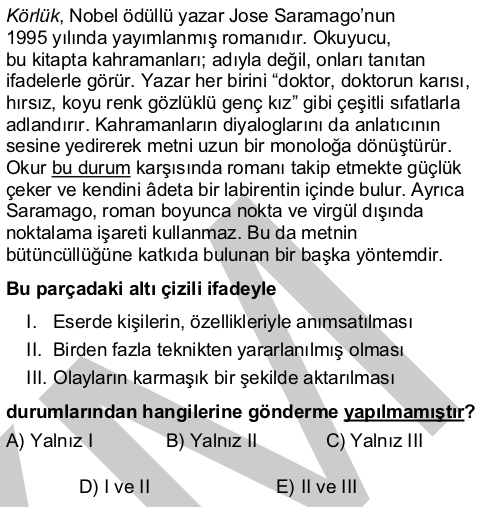 Körlük, Nobel ödüllü yazar Jose Saramago’nun
1995 yılında yayımlanmış romanıdır. Okuyucu,
bu kitapta kahramanları; adıyla değil, onları tanıtan
ifadelerle görür. Yazar her birini “doktor, doktorun karısı,
hırsız, koyu renk gözlüklü genç kız” gibi çeşitli sıfatlarla
adlandırır. Kahramanların diyaloglarını da anlatıcının
sesine yedirerek metni uzun bir monoloğa dönüştürür.
Okur bu durum karşısında romanı takip etmekte güçlük
çeker ve kendini âdeta bir labirentin içinde bulur. Ayrıca
Saramago, roman boyunca nokta ve virgül dışında
noktalama işareti kullanmaz. Bu da metnin
bütüncüllüğüne katkıda bulunan bir başka yöntemdir.
Bu parçadaki altı çizili ifadeyle
I. Eserde kişilerin, özellikleriyle anımsatılması
II. Birden fazla teknikten yararlanılmış olması
III. Olayların karmaşık bir şekilde aktarılması
durumlarından hangilerine gönderme yapılmamıştır?
A) Yalnız I B) Yalnız II C) Yalnız III
D) I ve II E) II ve III